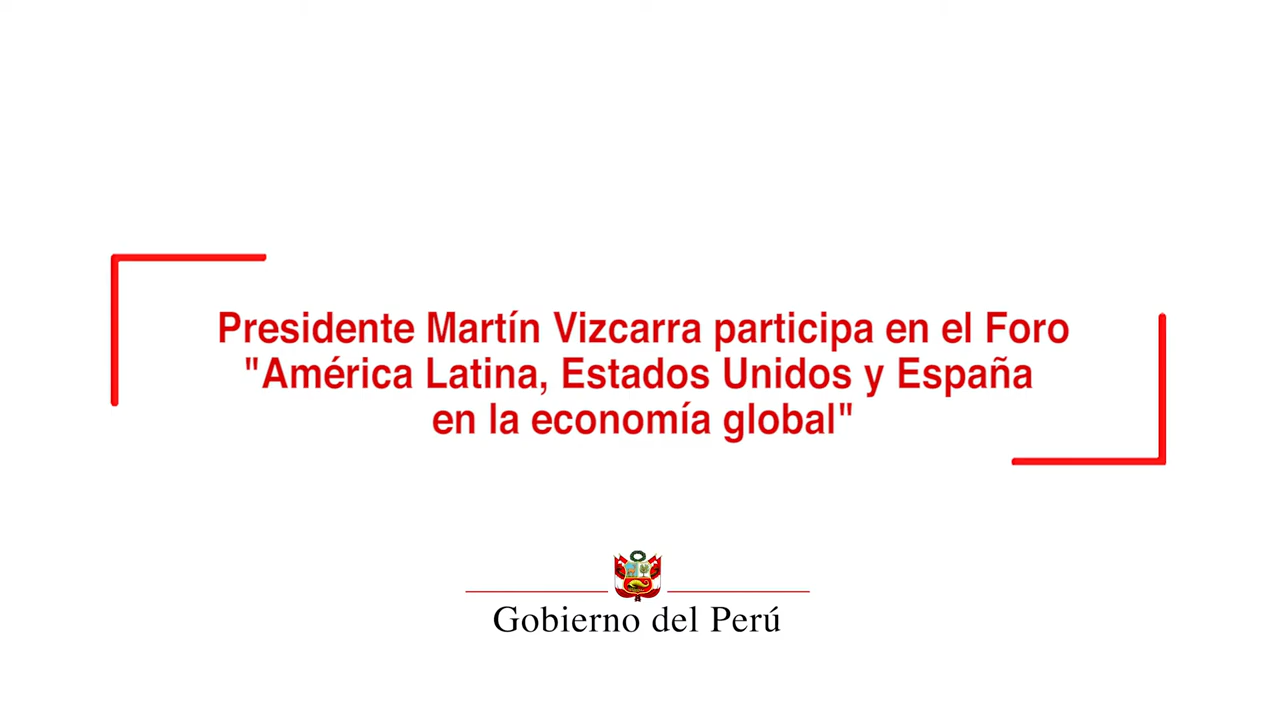 Presidente Martín Vizcarra participa en el Foro
"América Latina, Estados Unidos y España
en la economía global"
Gobierno del Perú